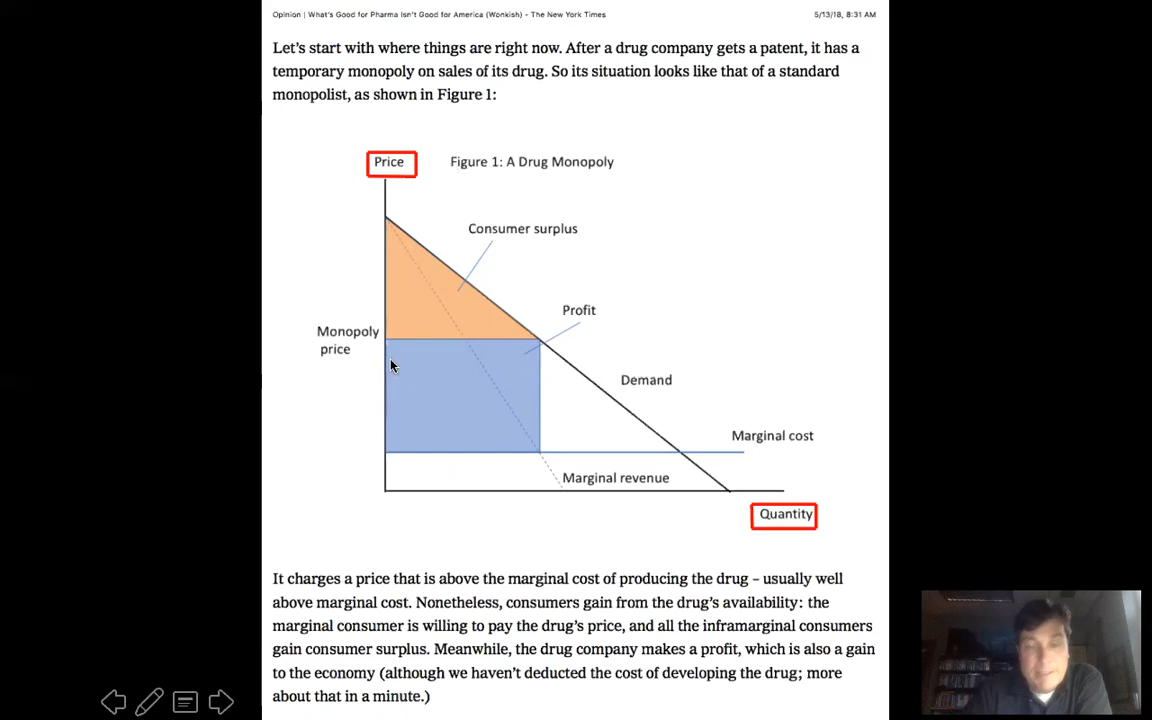 Opinion | What's Good for Pharma Isn't Good for America (Wonkish) - The New York Times 5/13/18, 8:31 AM
Let's start with where things are right now. After a drug company gets a patent, it has a
temporary monopoly on sales of its drug. So its situation looks like that of a standard
monopolist, as shown in Figure 1:
Price
Figure 1: A Drug Monopoly
Consumer surplus
Profit
Monopoly
price
Demand
Marginal cost
Marginal revenue
Quantity
It charges a price that is above the marginal cost of producing the drug – usually well
above marginal cost. Nonetheless, consumers gain from the drug's availability: the
marginal consumer is willing to pay the drug's price, and all the inframarginal consumers
gain consumer surplus. Meanwhile, the drug company makes a profit, which is also a gain
to the economy (although we haven't deducted the cost of developing the drug; more
about that in a minute.)